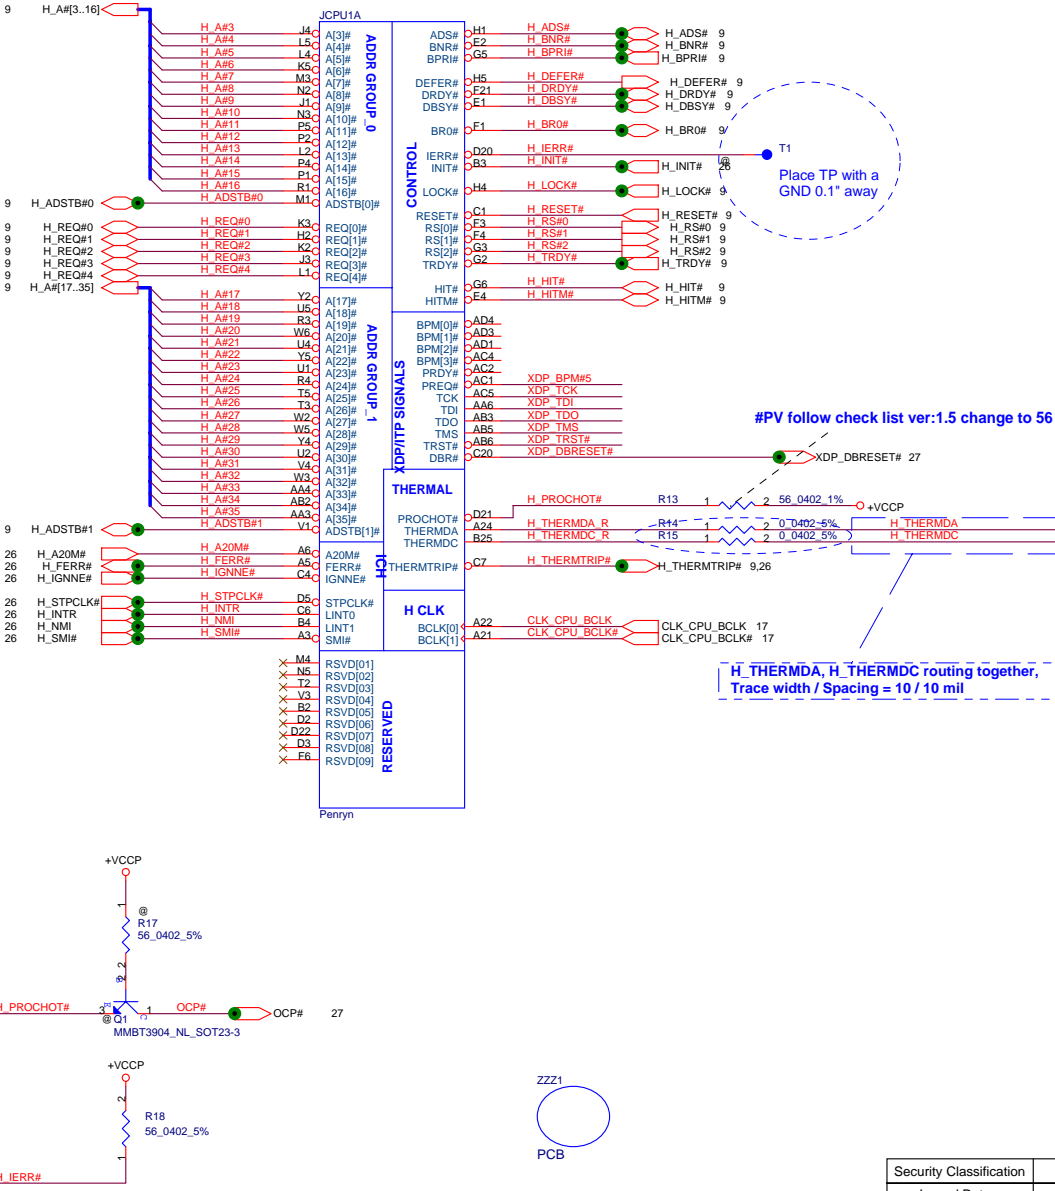 9 H_A#[3..16]
JCPU1A
H_A#3 J4 A[3]#
H_A#4 L5 A[4]#
H_A#5 L4 A[5]#
H_A#6 K5 A[6]#
H_A#7 M3 A[7]#
H_A#8 N2 A[8]#
H_A#9 J1 A[9]#
H_A#10 N3 A[10]#
H_A#11 P5 A[11]#
H_A#12 P2 A[12]#
H_A#13 L2 A[13]#
H_A#14 P4 A[14]#
H_A#15 P1 A[15]#
H_A#16 R1 A[16]#
9 H_ADSTB#0 H_ADSTB#0 M1 ADSTB[0]#
9 H_REQ#0 H_REQ#0 K3 REQ[0]#
9 H_REQ#1 H_REQ#1 H2 REQ[1]#
9 H_REQ#2 H_REQ#2 K2 REQ[2]#
9 H_REQ#3 H_REQ#3 J3 REQ[3]#
9 H_REQ#4 H_REQ#4 L1 REQ[4]#
9 H_A#[17..35]
H_A#17 Y2 A[17]#
H_A#18 U5 A[18]#
H_A#19 R3 A[19]#
H_A#20 W6 A[20]#
H_A#21 U4 A[21]#
H_A#22 Y5 A[22]#
H_A#23 U1 A[23]#
H_A#24 R4 A[24]#
H_A#25 T5 A[25]#
H_A#26 T3 A[26]#
H_A#27 W2 A[27]#
H_A#28 W5 A[28]#
H_A#29 Y4 A[29]#
H_A#30 U2 A[30]#
H_A#31 V4 A[31]#
H_A#32 W3 A[32]#
H_A#33 AA4 A[33]#
H_A#34 AB2 A[34]#
H_A#35 AA3 A[35]#
9 H_ADSTB#1 H_ADSTB#1 V1 ADSTB[1]#
26 H_A20M# H_A20M# A6 A20M#
26 H_FERR# H_FERR# A5 FERR#
26 H_IGNNE# H_IGNNE# C4 IGNNE#
26 H_STPCLK# H_STPCLK# D5 STPCLK#
26 H_INTR H_INTR C6 LINT0
26 H_NMI H_NMI B4 LINT1
26 H_SMI# H_SMI# A3 SMI#
M4 RSVD[01]
N5 RSVD[02]
T2 RSVD[03]
V3 RSVD[04]
B2 RSVD[05]
D2 RSVD[06]
D22 RSVD[07]
D3 RSVD[08]
F6 RSVD[09]
ADDR GROUP_0
ADDR GROUP_1
ICH
RESERVED
CONTROL
XDP/ITP SIGNALS
THERMAL
H CLK
Penryn
ADS# H1 H_ADS# H_ADS# 9
BNR# E2 H_BNR# H_BNR# 9
BPRI# G5 H_BPRI# H_BPRI# 9
DEFER# H5 H_DEFER# H_DEFER# 9
DRDY# F21 H_DRDY# H_DRDY# 9
DBSY# E1 H_DBSY# H_DBSY# 9
BR0# F1 H_BR0# H_BR0# 9
IERR# D20 H_IERR# @ T1
INIT# B3 H_INIT# H_INIT# 26
Place TP with a
GND 0.1" away
LOCK# H4 H_LOCK# H_LOCK# 9
RESET# C1 H_RESET# H_RESET# 9
RS[0]# F3 H_RS#0 H_RS#0 9
RS[1]# F4 H_RS#1 H_RS#1 9
RS[2]# G3 H_RS#2 H_RS#2 9
TRDY# G2 H_TRDY# H_TRDY# 9
HIT# G6 H_HIT# H_HIT# 9
HITM# E4 H_HITM# H_HITM# 9
BPM[0]# AD4
BPM[1]# AD3
BPM[2]# AD1
BPM[3]# AC4
PRDY# AC2
PREQ# AC1 XDP_BPM#5
TCK AC5 XDP_TCK
TDI AA6 XDP_TDI
TDO AB3 XDP_TDO
TMS AB5 XDP_TMS
TRST# AB6 XDP_TRST#
DBR# C20 XDP_DBRESET# XDP_DBRESET# 27
#PV follow check list ver:1.5 change to 56
PROCHOT# D21 H_PROCHOT# R13 1 2 56_0402_1% +VCCP
THERMDA A24 H_THERMDA_R R14 1 2 0_0402_5% H_THERMDA
THERMDC B25 H_THERMDC_R R15 1 2 0_0402_5% H_THERMDC
THERMTRIP# C7 H_THERMTRIP# H_THERMTRIP# 9,26
BCLK[0] A22 CLK_CPU_BCLK CLK_CPU_BCLK 17
BCLK[1] A21 CLK_CPU_BCLK# CLK_CPU_BCLK# 17
H_THERMDA, H_THERMDC routing together,
Trace width / Spacing = 10 / 10 mil
+VCCP
1
@
R17
56_0402_5%
2
2
B
H_PROCHOT# 3 E @ Q1 C 1 OCP# OCP# 27
MMBT3904_NL_SOT23-3
+VCCP
2
R18
56_0402_5%
1
H_IERR#
ZZZ1
PCB
Security Classification